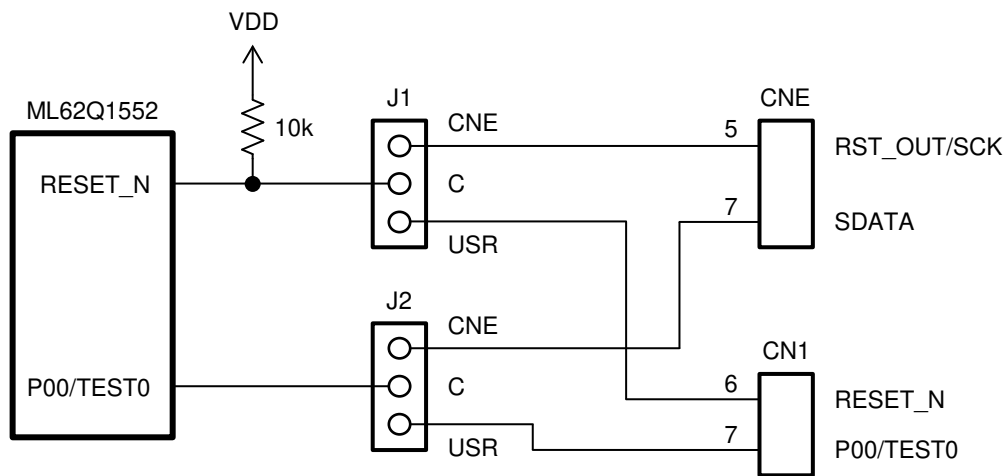 VDD
ML62Q1552
10k
J1
CNE
CNE
5
RST_OUT/SCK
RESET_N
C
7
SDATA
USR
J2
CNE
CN1
P00/TEST0
C
6
RESET_N
USR
7
P00/TEST0